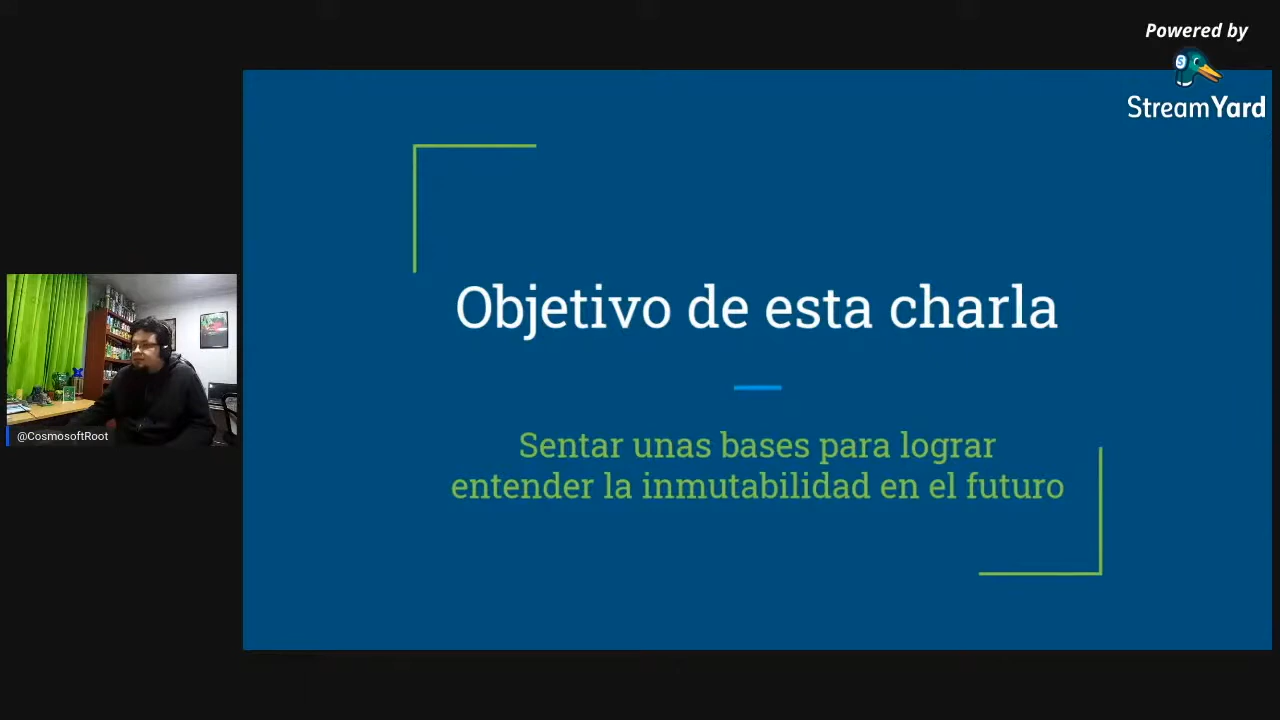 Powered by
StreamYard
Objetivo de esta charla
Sentar unas bases para lograr
entender la inmutabilidad en el futuro
@CosmosoftRoot